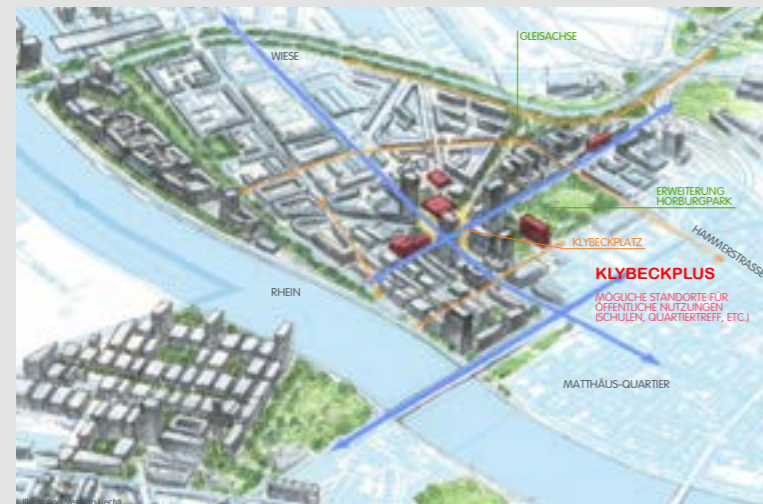 GLEISACHSE
WIESE
ERWEITERUNG
HORBURGPARK
HAMMERSTRASSE
KLYBECKPLATZ
KLYBECKPLUS
RHEIN
MÖGLICHE STANDORTE FÜR
ÖFFENTLICHE NUTZUNGEN
(SCHULEN, QUARTIERTREFF, ETC.)
MATTHÄUS-QUARTIER